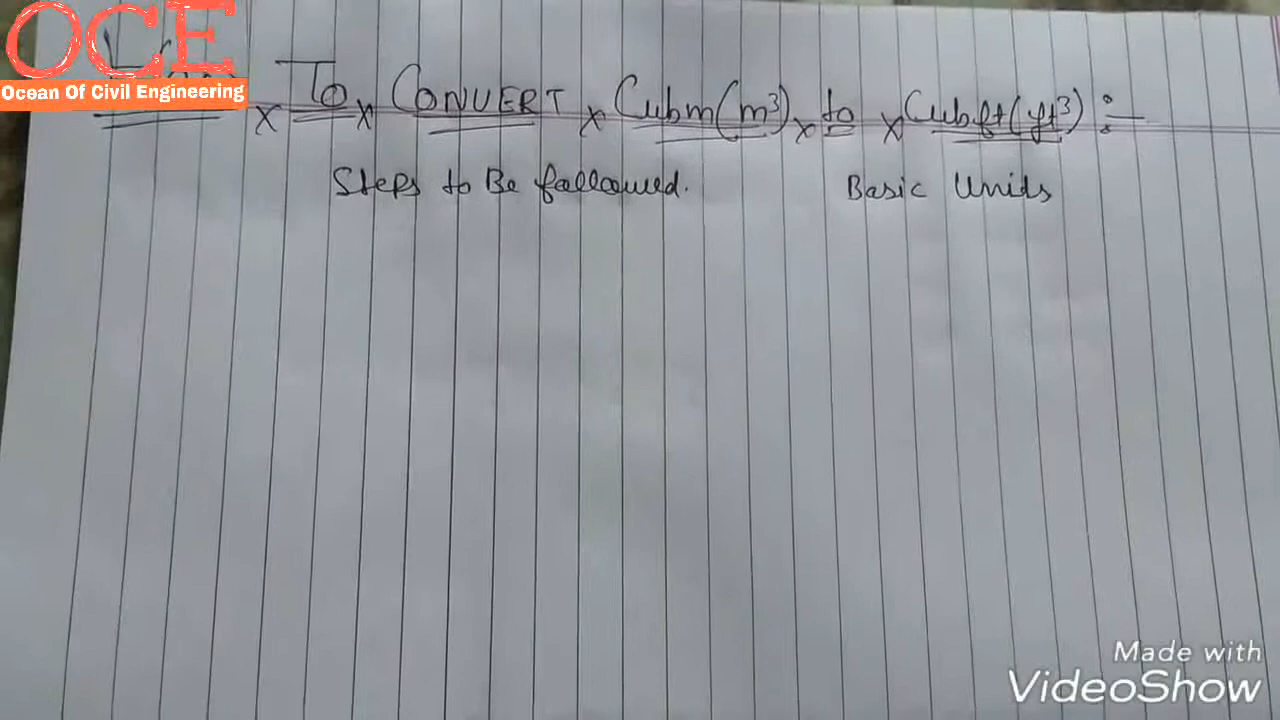 OCE
Ocean Of Civil Engineering
To × CONVERT × Cubm(m³) × to × Cubft(ft³) :-
Steps to Be followed.
Basic Units
Made with
VideoShow